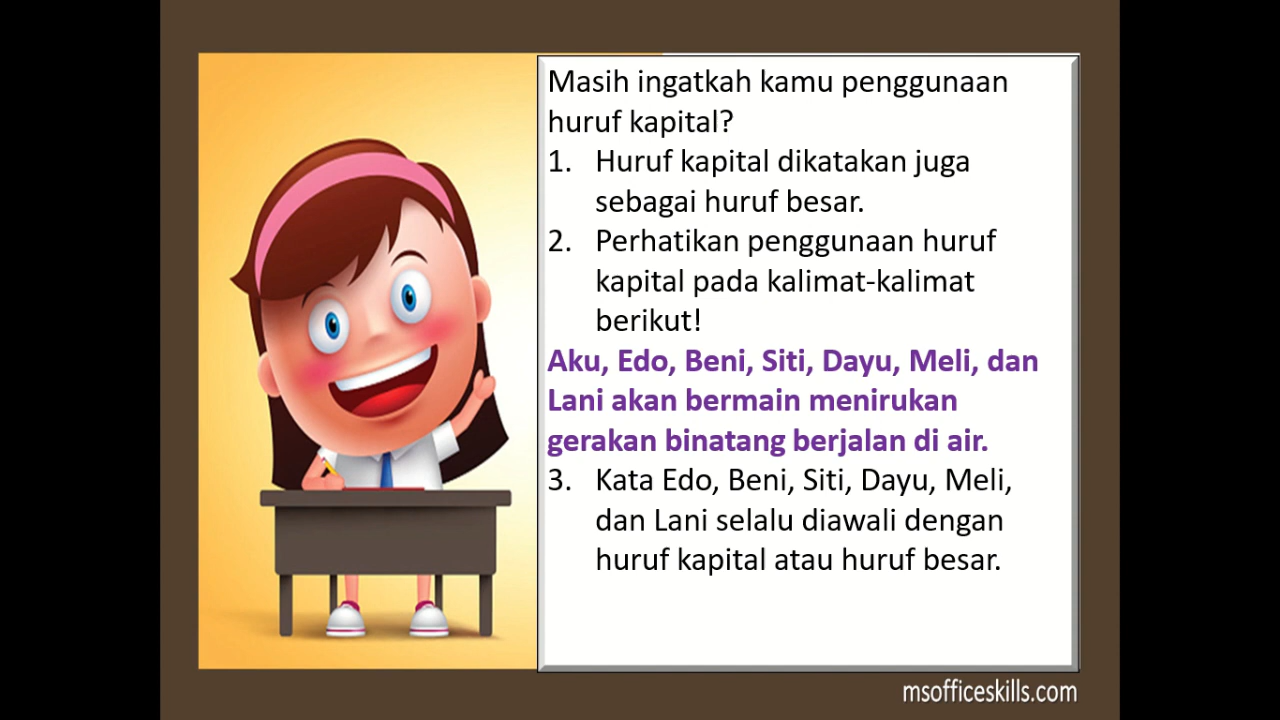 Masih ingatkah kamu penggunaan
huruf kapital?
1. Huruf kapital dikatakan juga
sebagai huruf besar.
2. Perhatikan penggunaan huruf
kapital pada kalimat-kalimat
berikut!
Aku, Edo, Beni, Siti, Dayu, Meli, dan
Lani akan bermain menirukan
gerakan binatang berjalan di air.
3. Kata Edo, Beni, Siti, Dayu, Meli,
dan Lani selalu diawali dengan
huruf kapital atau huruf besar.
msofficeskills.com